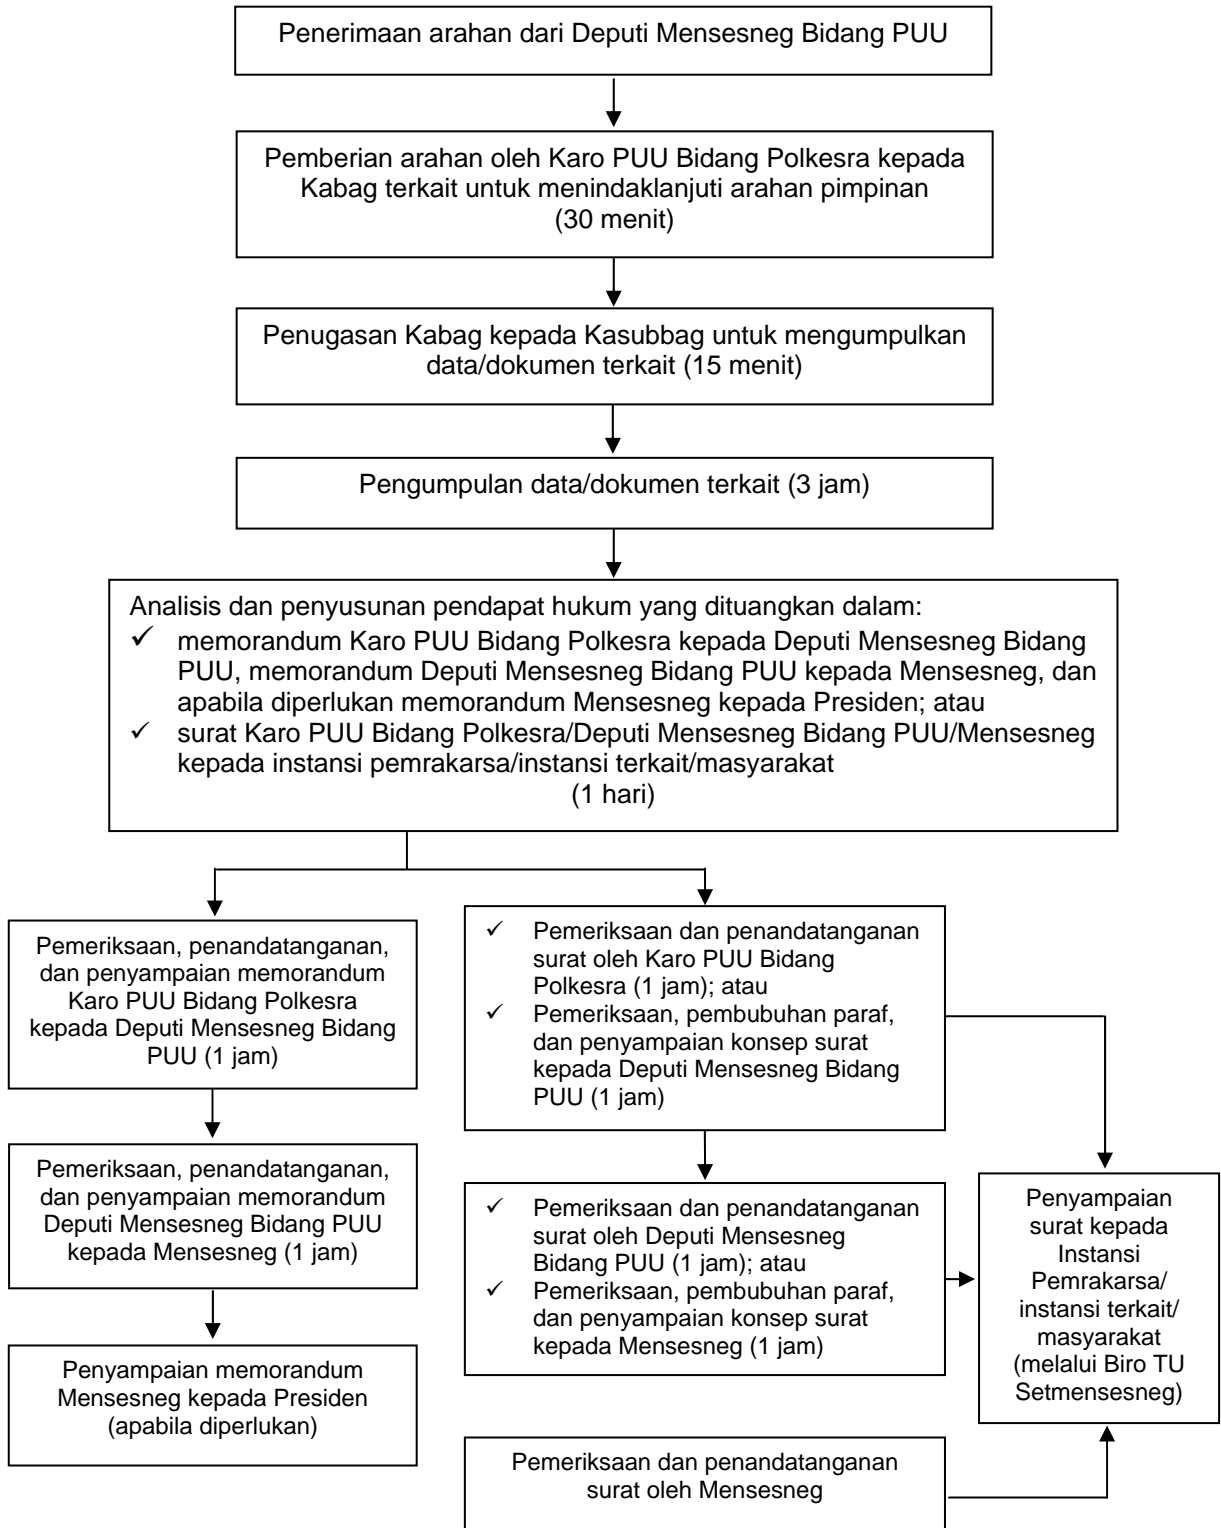 Penerimaan arahan dari Deputi Mensesneg Bidang PUU
Pemberian arahan oleh Karo PUU Bidang Polkesra kepada
Kabag terkait untuk menindaklanjuti arahan pimpinan
(30 menit)
Penugasan Kabag kepada Kasubbag untuk mengumpulkan
data/dokumen terkait (15 menit)
Pengumpulan data/dokumen terkait (3 jam)
Analisis dan penyusunan pendapat hukum yang dituangkan dalam:
✓ memorandum Karo PUU Bidang Polkesra kepada Deputi Mensesneg Bidang
PUU, memorandum Deputi Mensesneg Bidang PUU kepada Mensesneg, dan
apabila diperlukan memorandum Mensesneg kepada Presiden; atau
✓ surat Karo PUU Bidang Polkesra/Deputi Mensesneg Bidang PUU/Mensesneg
kepada instansi pemrakarsa/instansi terkait/masyarakat
(1 hari)
Pemeriksaan, penandatanganan,
dan penyampaian memorandum
Karo PUU Bidang Polkesra
kepada Deputi Mensesneg Bidang
PUU (1 jam)
Pemeriksaan, penandatanganan,
dan penyampaian memorandum
Deputi Mensesneg Bidang PUU
kepada Mensesneg (1 jam)
Penyampaian memorandum
Mensesneg kepada Presiden
(apabila diperlukan)
✓ Pemeriksaan dan penandatanganan
surat oleh Karo PUU Bidang
Polkesra (1 jam); atau
✓ Pemeriksaan, pembubuhan paraf,
dan penyampaian konsep surat
kepada Deputi Mensesneg Bidang
PUU (1 jam)
✓ Pemeriksaan dan penandatanganan
surat oleh Deputi Mensesneg
Bidang PUU (1 jam); atau
✓ Pemeriksaan, pembubuhan paraf,
dan penyampaian konsep surat
kepada Mensesneg (1 jam)
Pemeriksaan dan penandatanganan
surat oleh Mensesneg
Penyampaian
surat kepada
Instansi
Pemrakarsa/
instansi terkait/
masyarakat
(melalui Biro TU
Setmensesneg)